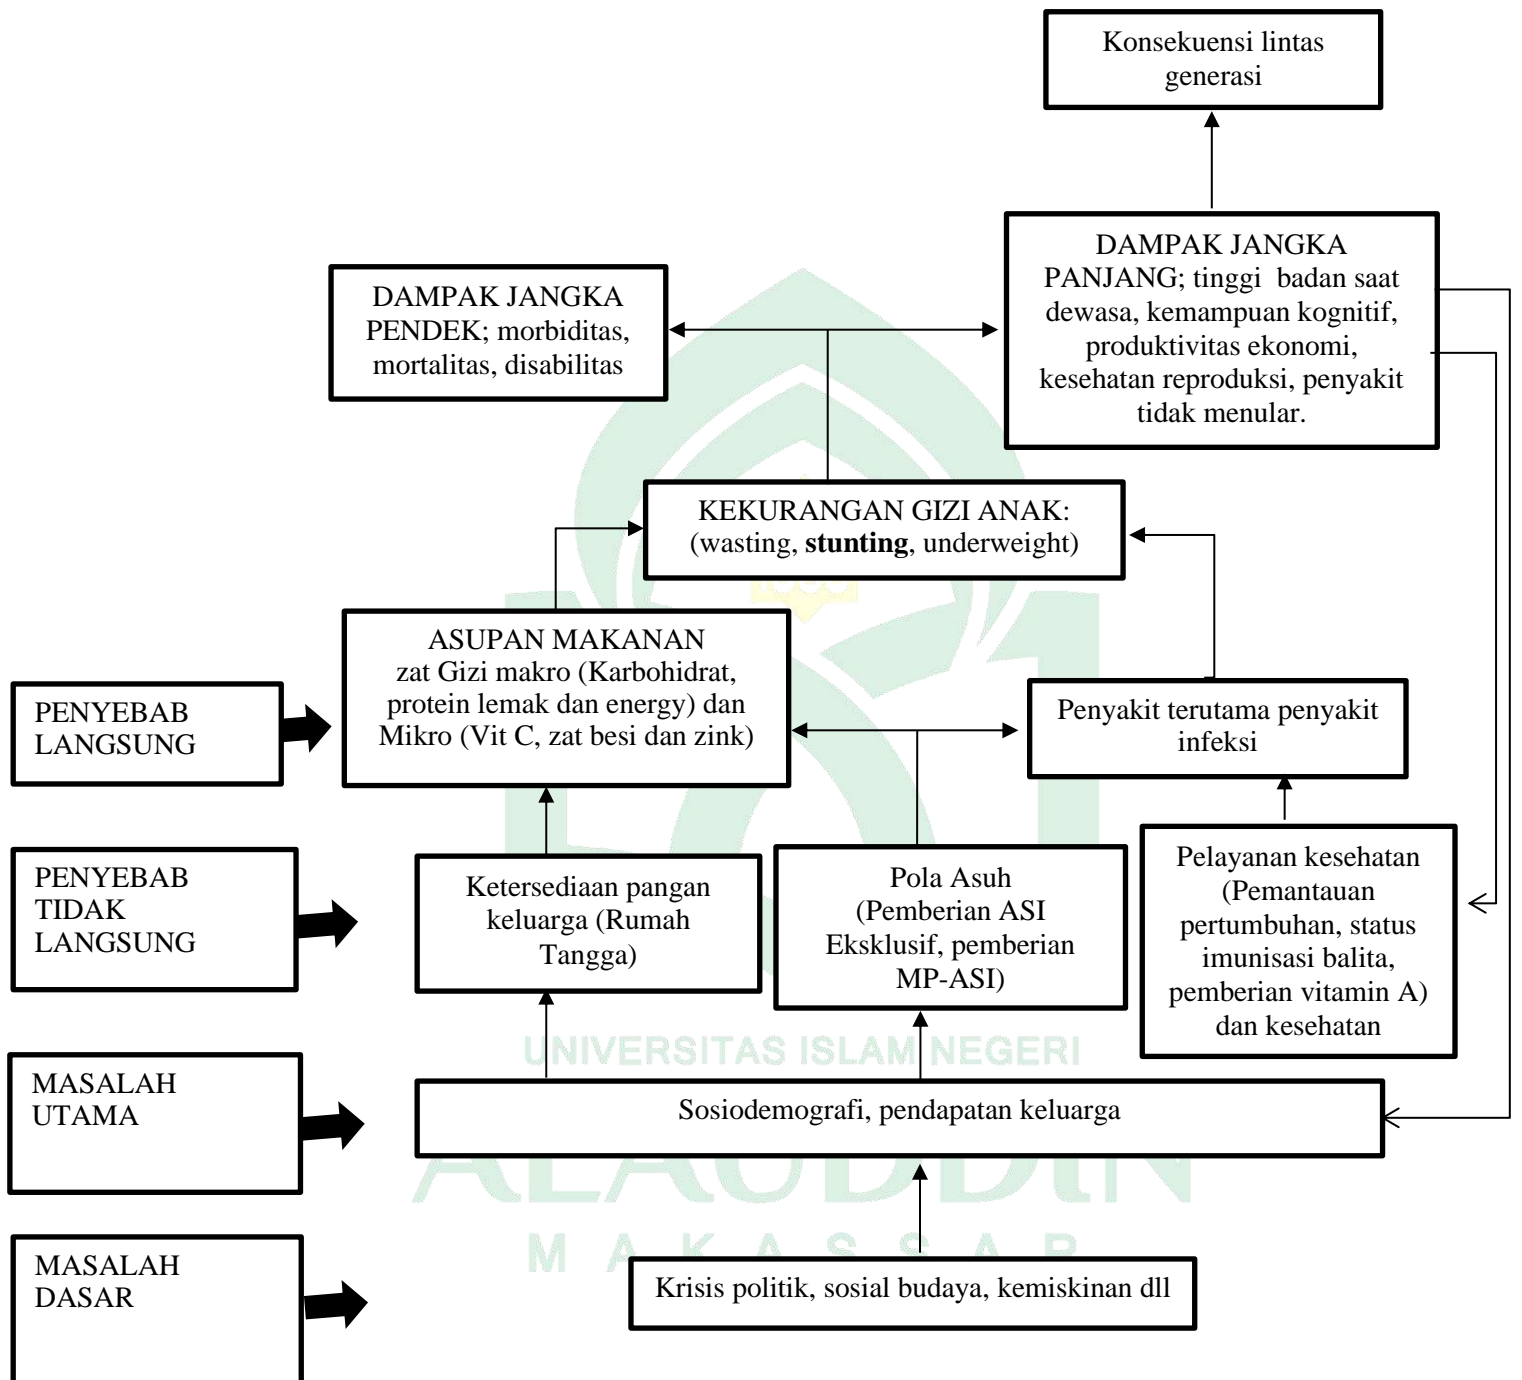 Konsekuensi lintas
generasi
DAMPAK JANGKA
PANJANG; tinggi badan saat
dewasa, kemampuan kognitif,
produktivitas ekonomi,
kesehatan reproduksi, penyakit
tidak menular.
DAMPAK JANGKA
PENDEK; morbiditas,
mortalitas, disabilitas
KEKURANGAN GIZI ANAK:
(wasting, stunting, underweight)
ASUPAN MAKANAN
zat Gizi makro (Karbohidrat,
protein lemak dan energy) dan
Mikro (Vit C, zat besi dan zink)
PENYEBAB
LANGSUNG
Penyakit terutama penyakit
infeksi
PENYEBAB
TIDAK
LANGSUNG
Ketersediaan pangan
keluarga (Rumah
Tangga)
Pola Asuh
(Pemberian ASI
Eksklusif, pemberian
MP-ASI)
Pelayanan kesehatan
(Pemantauan
pertumbuhan, status
imunisasi balita,
pemberian vitamin A)
dan kesehatan
UNIVERSITAS ISLAM NEGERI
MASALAH
UTAMA
Sosiodemografi, pendapatan keluarga
ALAUDDIN
MAKASSAR
MASALAH
DASAR
Krisis politik, sosial budaya, kemiskinan dll